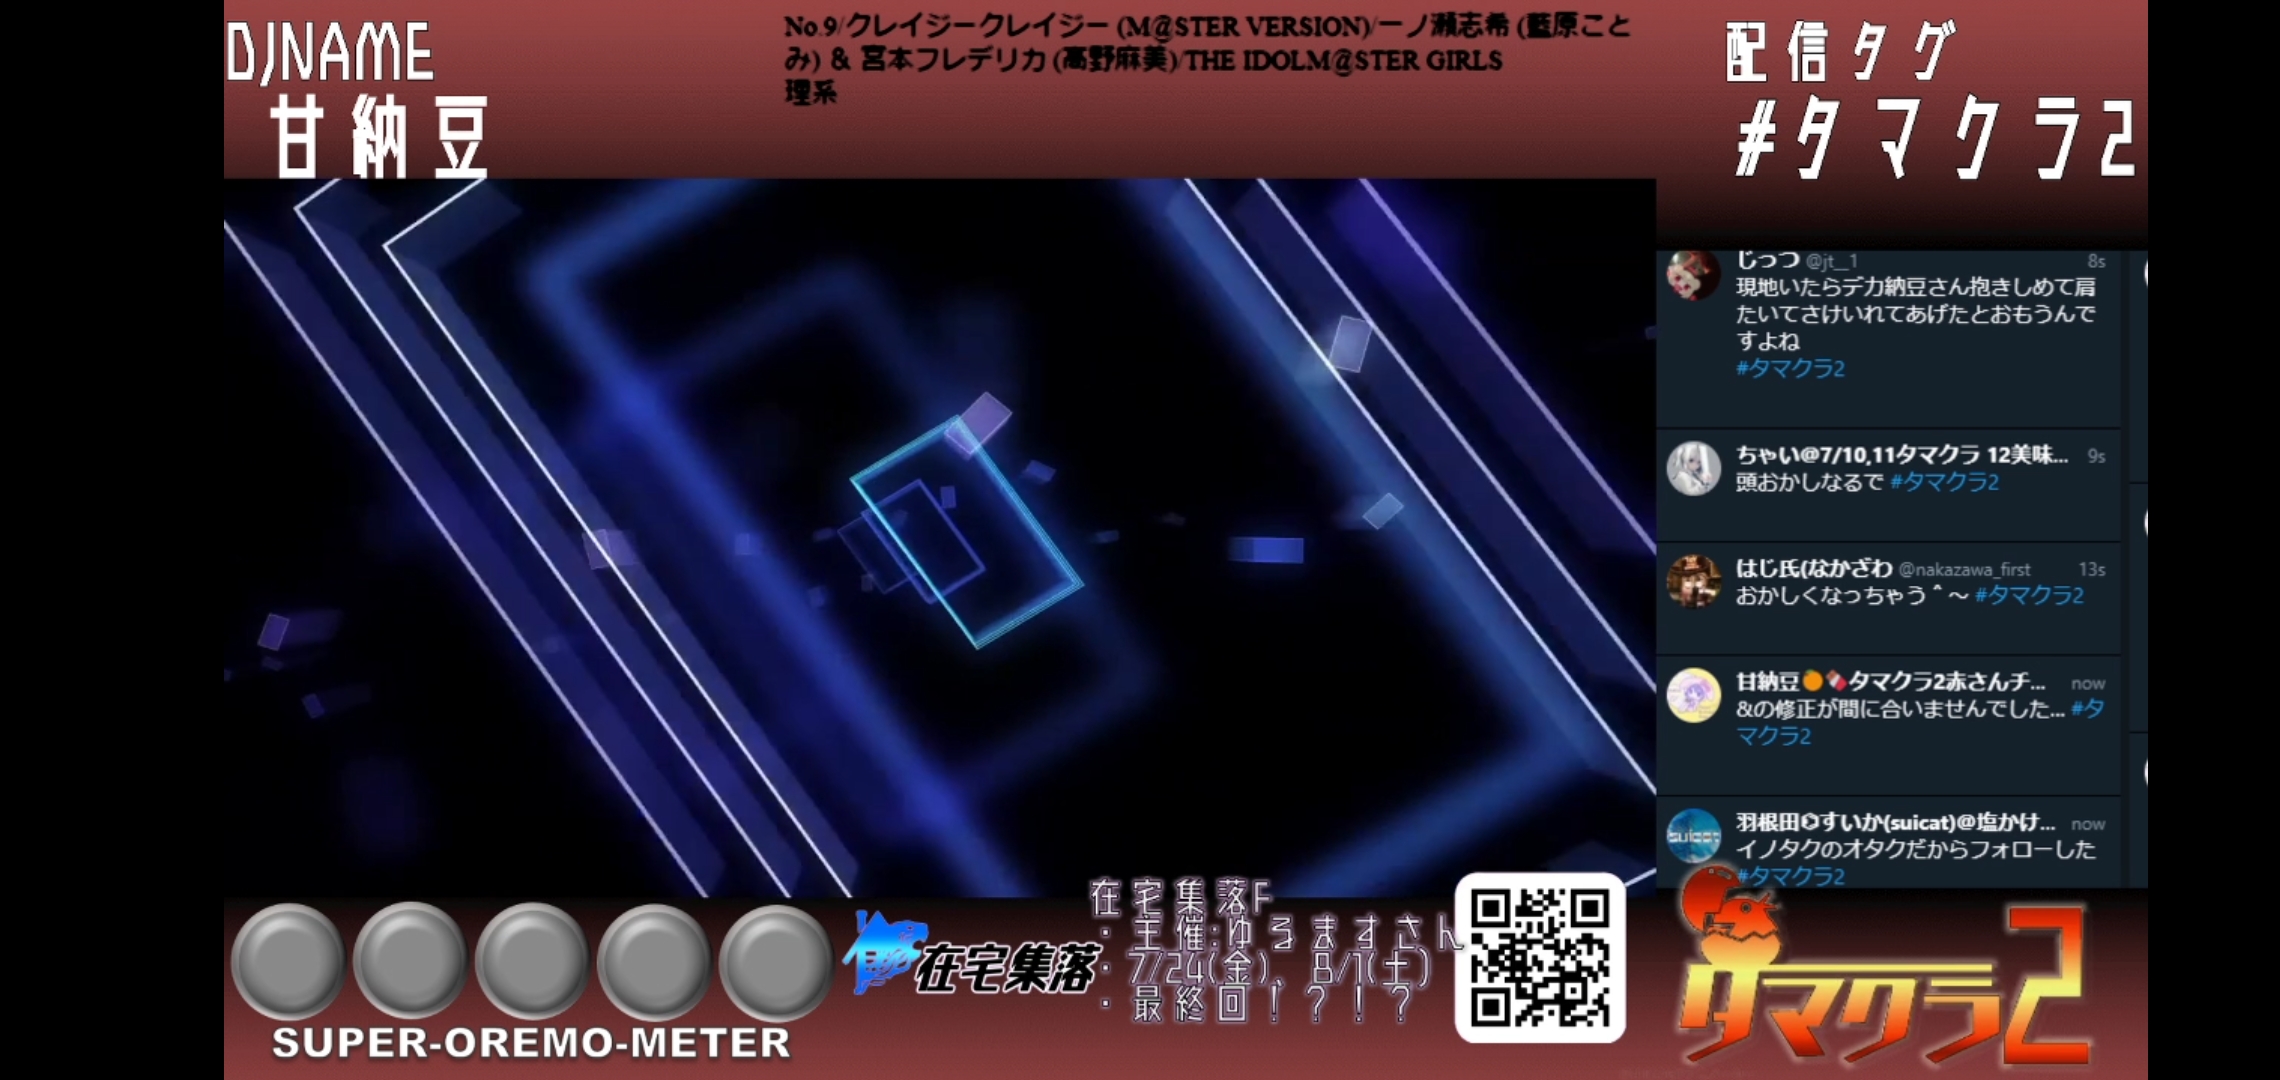 DJNAME
甘納豆
No.9/クレイジークレイジー (M@STER VERSION)/一ノ瀬志希 (藍原こと
み) & 宮本フレデリカ (髙野麻美)/THE IDOLM@STER GIRLS
理系
配信タグ
#タマクラ2
じっつ @jt__1 8s
現地いたらデカ納豆さん抱きしめて肩
たいてさけいれてあげたとおもうんで
すよね
#タマクラ2
ちゃい@7/10,11タマクラ 12美味... 9s
頭おかしなるで #タマクラ2
はじ氏(なかざわ @nakazawa_first 13s
おかしくなっちゃう＾～ #タマクラ2
甘納豆🍊🍫タマクラ2赤さんチ... now
&の修正が間に合いませんでした... #タ
マクラ2
羽根田⌬すいか(suicat)@塩かけ... now
イノタクのオタクだからフォローした
#タマクラ2
suicat
SUPER-OREMO-METER
在宅集落
在宅集落F
・主催:ゆるますさん
・7/24(金)、8/1(土)
・最終回！？！？
タマクラ2